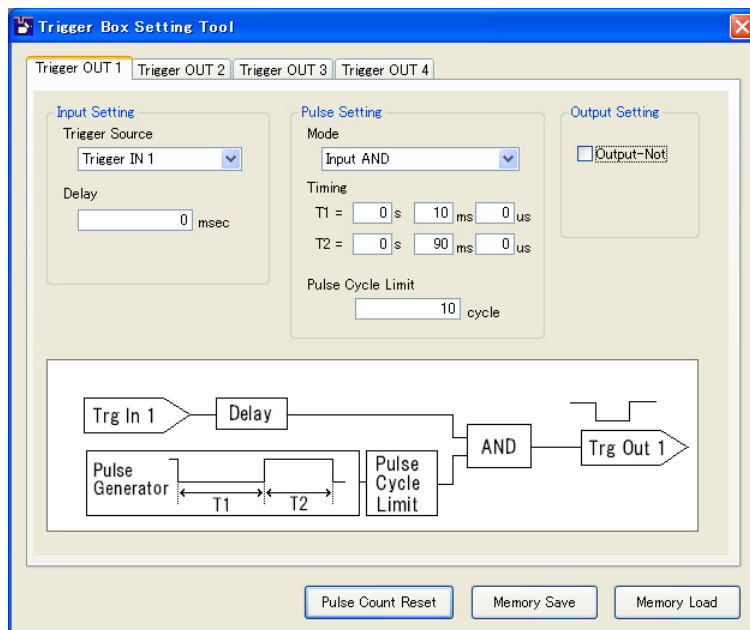 Trigger Box Setting Tool
Trigger OUT 1 Trigger OUT 2 Trigger OUT 3 Trigger OUT 4
Input Setting
Trigger Source
Trigger IN 1
Delay
0 msec
Pulse Setting
Mode
Input AND
Timing
T1 = 0 s 10 ms 0 us
T2 = 0 s 90 ms 0 us
Pulse Cycle Limit
10 cycle
Output Setting
Output-Not
Trg In 1
Delay
Pulse
Generator
T1
T2
Pulse
Cycle
Limit
AND
Trg Out 1
Pulse Count Reset
Memory Save
Memory Load